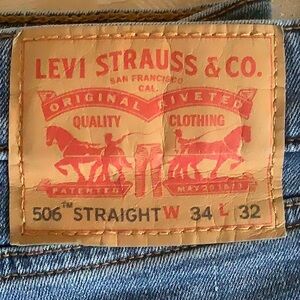 LEVI STRAUSS & CO.
SAN FRANCISCO
CAL.
ORIGINAL RIVETED
QUALITY CLOTHING
PATENTED MAY 20 1873
506™ STRAIGHT W 34 L 32